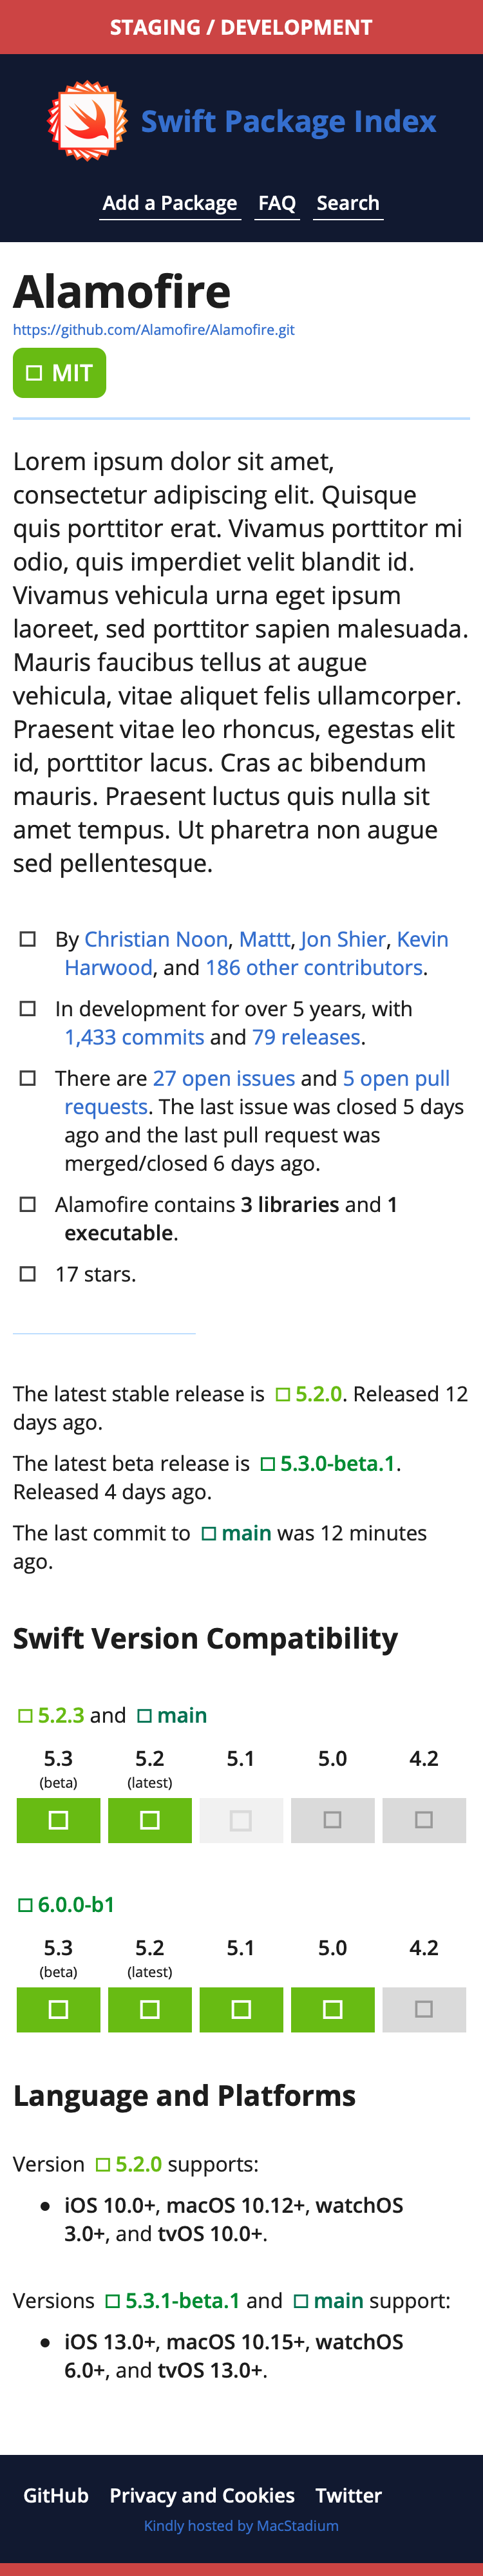 STAGING / DEVELOPMENT
Swift Package Index
Add a Package FAQ Search
Alamofire
https://github.com/Alamofire/Alamofire.git
MIT
Lorem ipsum dolor sit amet,
consectetur adipiscing elit. Quisque
quis porttitor erat. Vivamus porttitor mi
odio, quis imperdiet velit blandit id.
Vivamus vehicula urna eget ipsum
laoreet, sed porttitor sapien malesuada.
Mauris faucibus tellus at augue
vehicula, vitae aliquet felis ullamcorper.
Praesent vitae leo rhoncus, egestas elit
id, porttitor lacus. Cras ac bibendum
mauris. Praesent luctus quis nulla sit
amet tempus. Ut pharetra non augue
sed pellentesque.
By Christian Noon, Mattt, Jon Shier, Kevin
Harwood, and 186 other contributors.
In development for over 5 years, with
1,433 commits and 79 releases.
There are 27 open issues and 5 open pull
requests. The last issue was closed 5 days
ago and the last pull request was
merged/closed 6 days ago.
Alamofire contains 3 libraries and 1
executable.
17 stars.
The latest stable release is 5.2.0. Released 12
days ago.
The latest beta release is 5.3.0-beta.1.
Released 4 days ago.
The last commit to main was 12 minutes
ago.
Swift Version Compatibility
5.2.3 and main
5.3 5.2 5.1 5.0 4.2
(beta) (latest)
6.0.0-b1
5.3 5.2 5.1 5.0 4.2
(beta) (latest)
Language and Platforms
Version 5.2.0 supports:
• iOS 10.0+, macOS 10.12+, watchOS
3.0+, and tvOS 10.0+.
Versions 5.3.1-beta.1 and main support:
• iOS 13.0+, macOS 10.15+, watchOS
6.0+, and tvOS 13.0+.
GitHub Privacy and Cookies Twitter
Kindly hosted by MacStadium